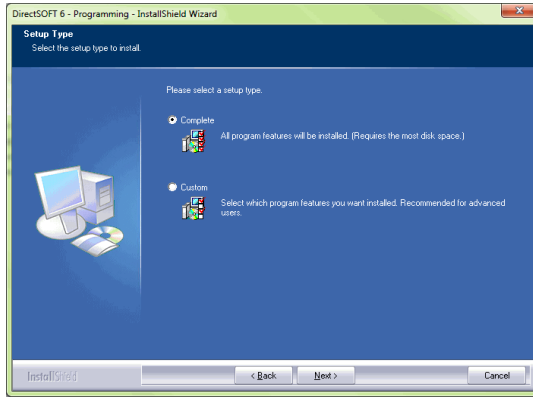 DirectSOFT 6 - Programming - InstallShield Wizard
Setup Type
Select the setup type to install.
Please select a setup type.
Complete
All program features will be installed. (Requires the most disk space.)
Custom
Select which program features you want installed. Recommended for advanced
users.
InstallShield
< Back
Next >
Cancel